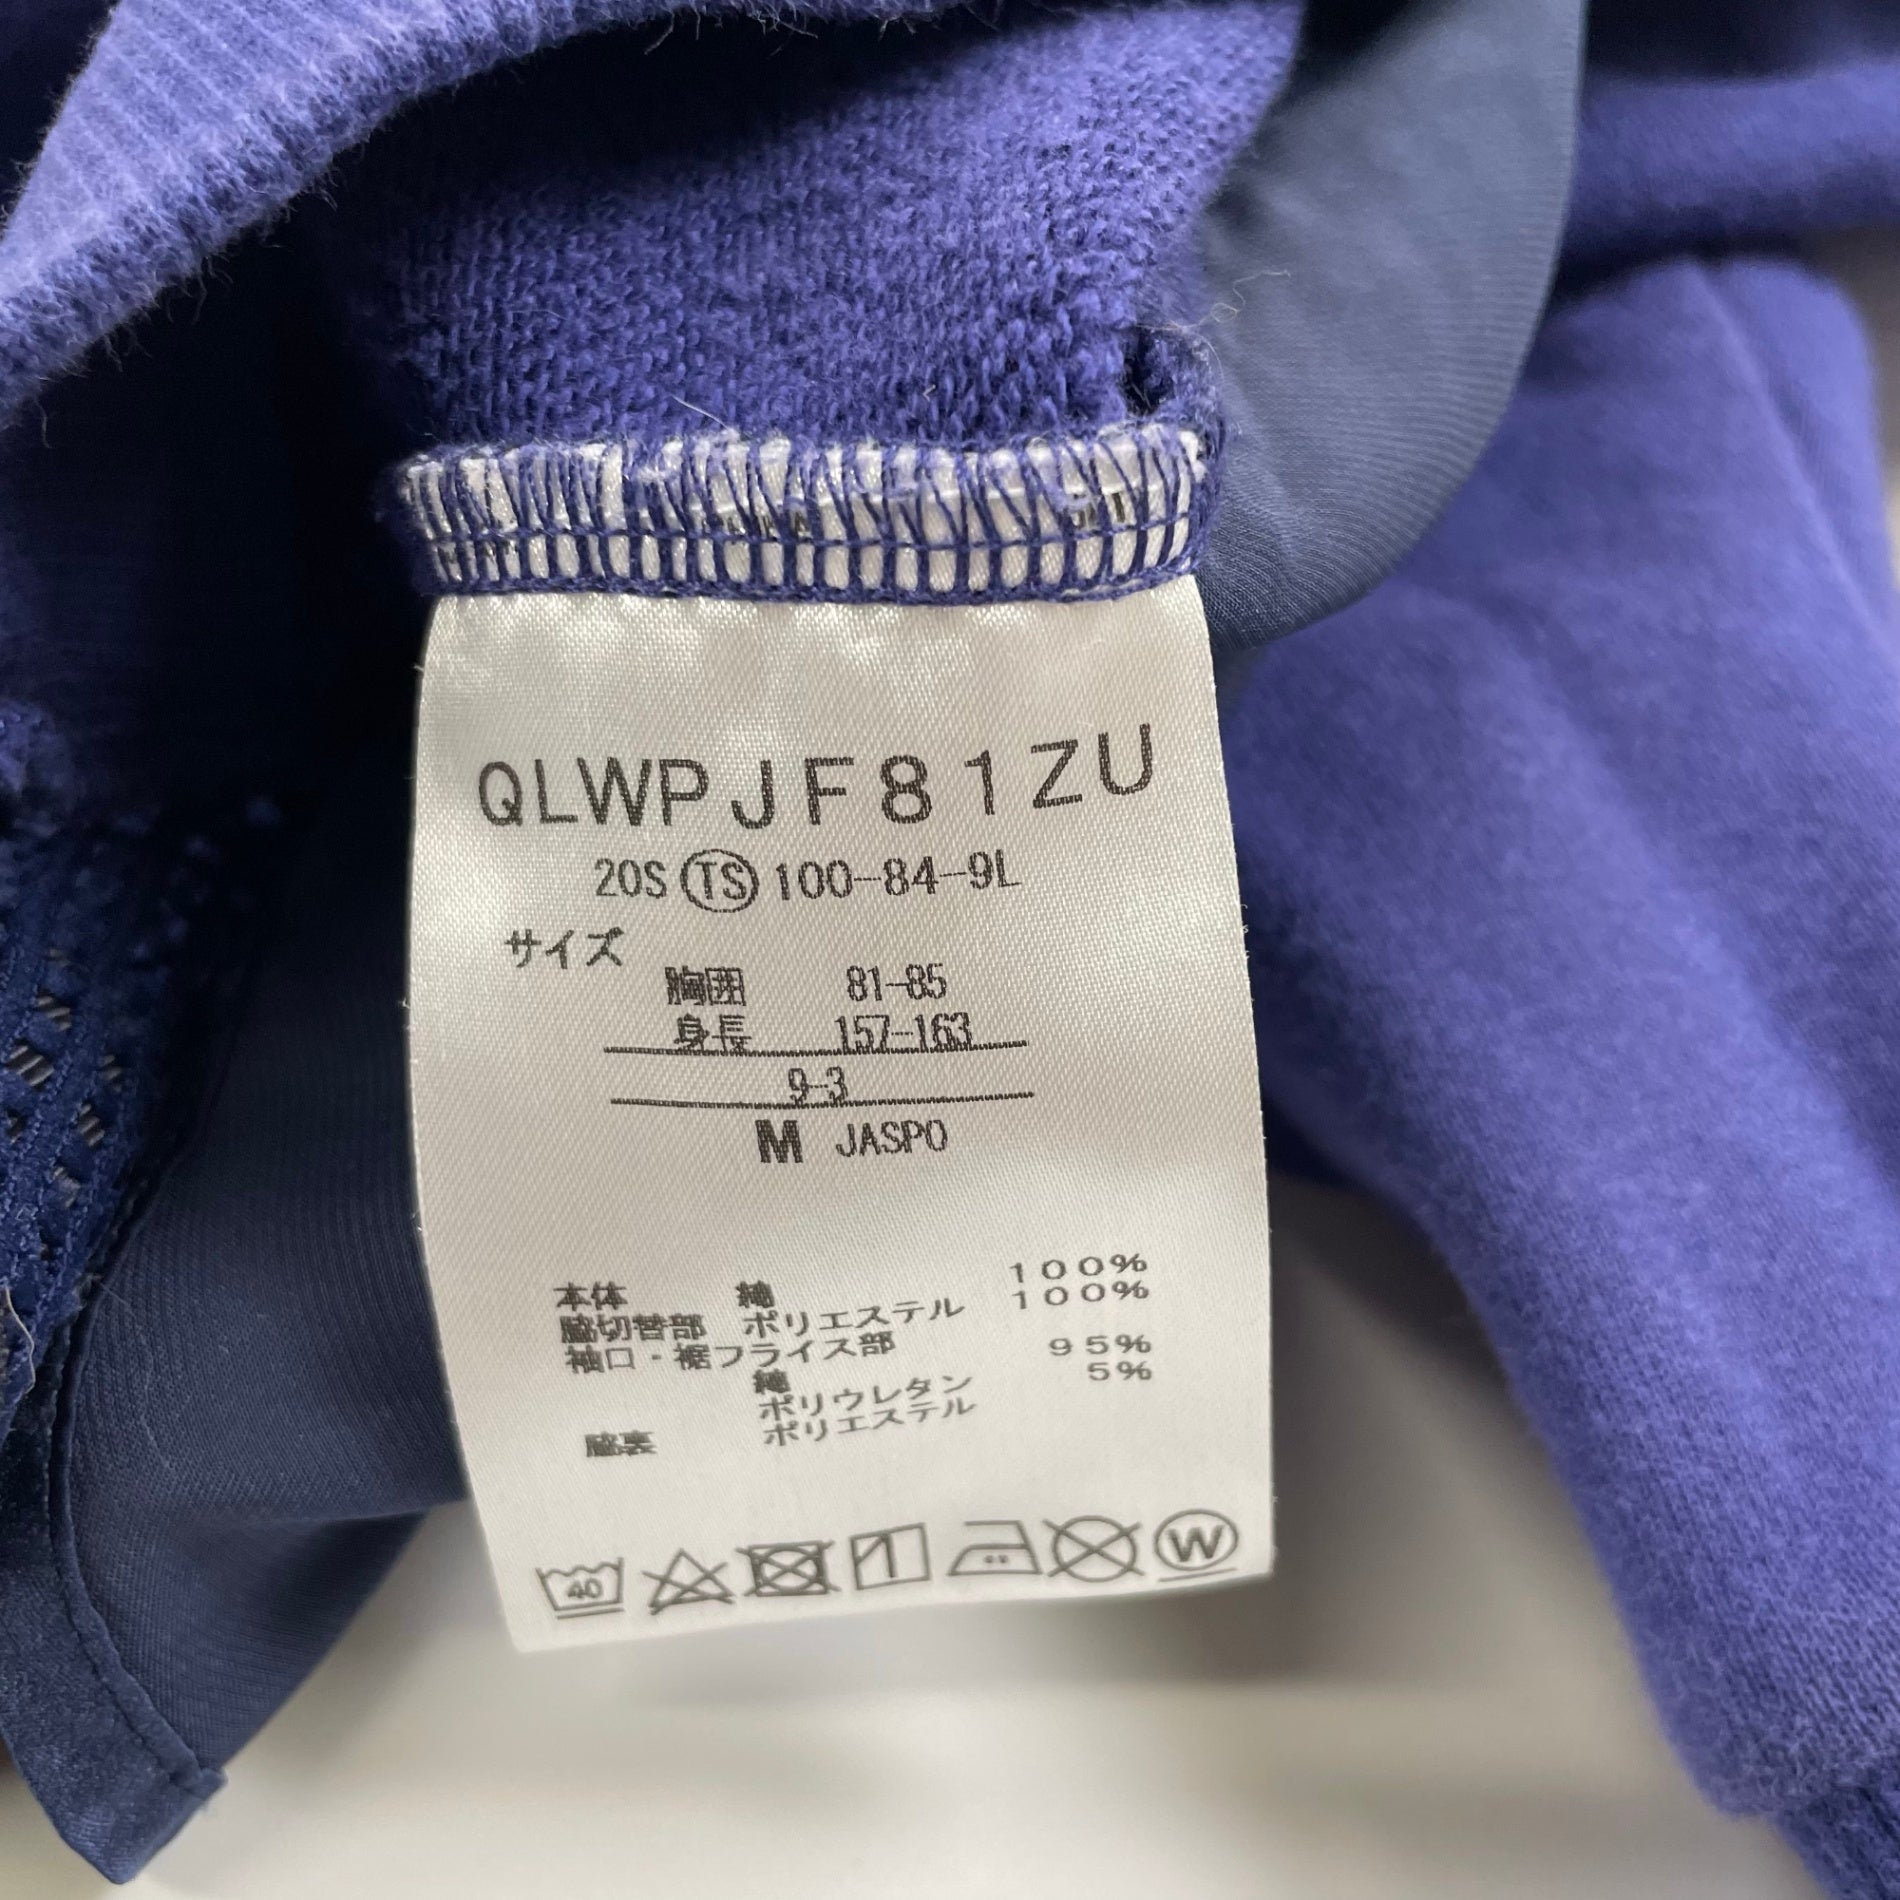 QLWPJF81ZU
20S TS 100-84-9L
サイズ
胸囲 81-85
身長 157-163
9-3
M JASPO
本体 綿 100%
脇切替部 ポリエステル 100%
袖口・裾フライス部
綿 95%
ポリウレタン 5%
脇裏 ポリエステル
40
W